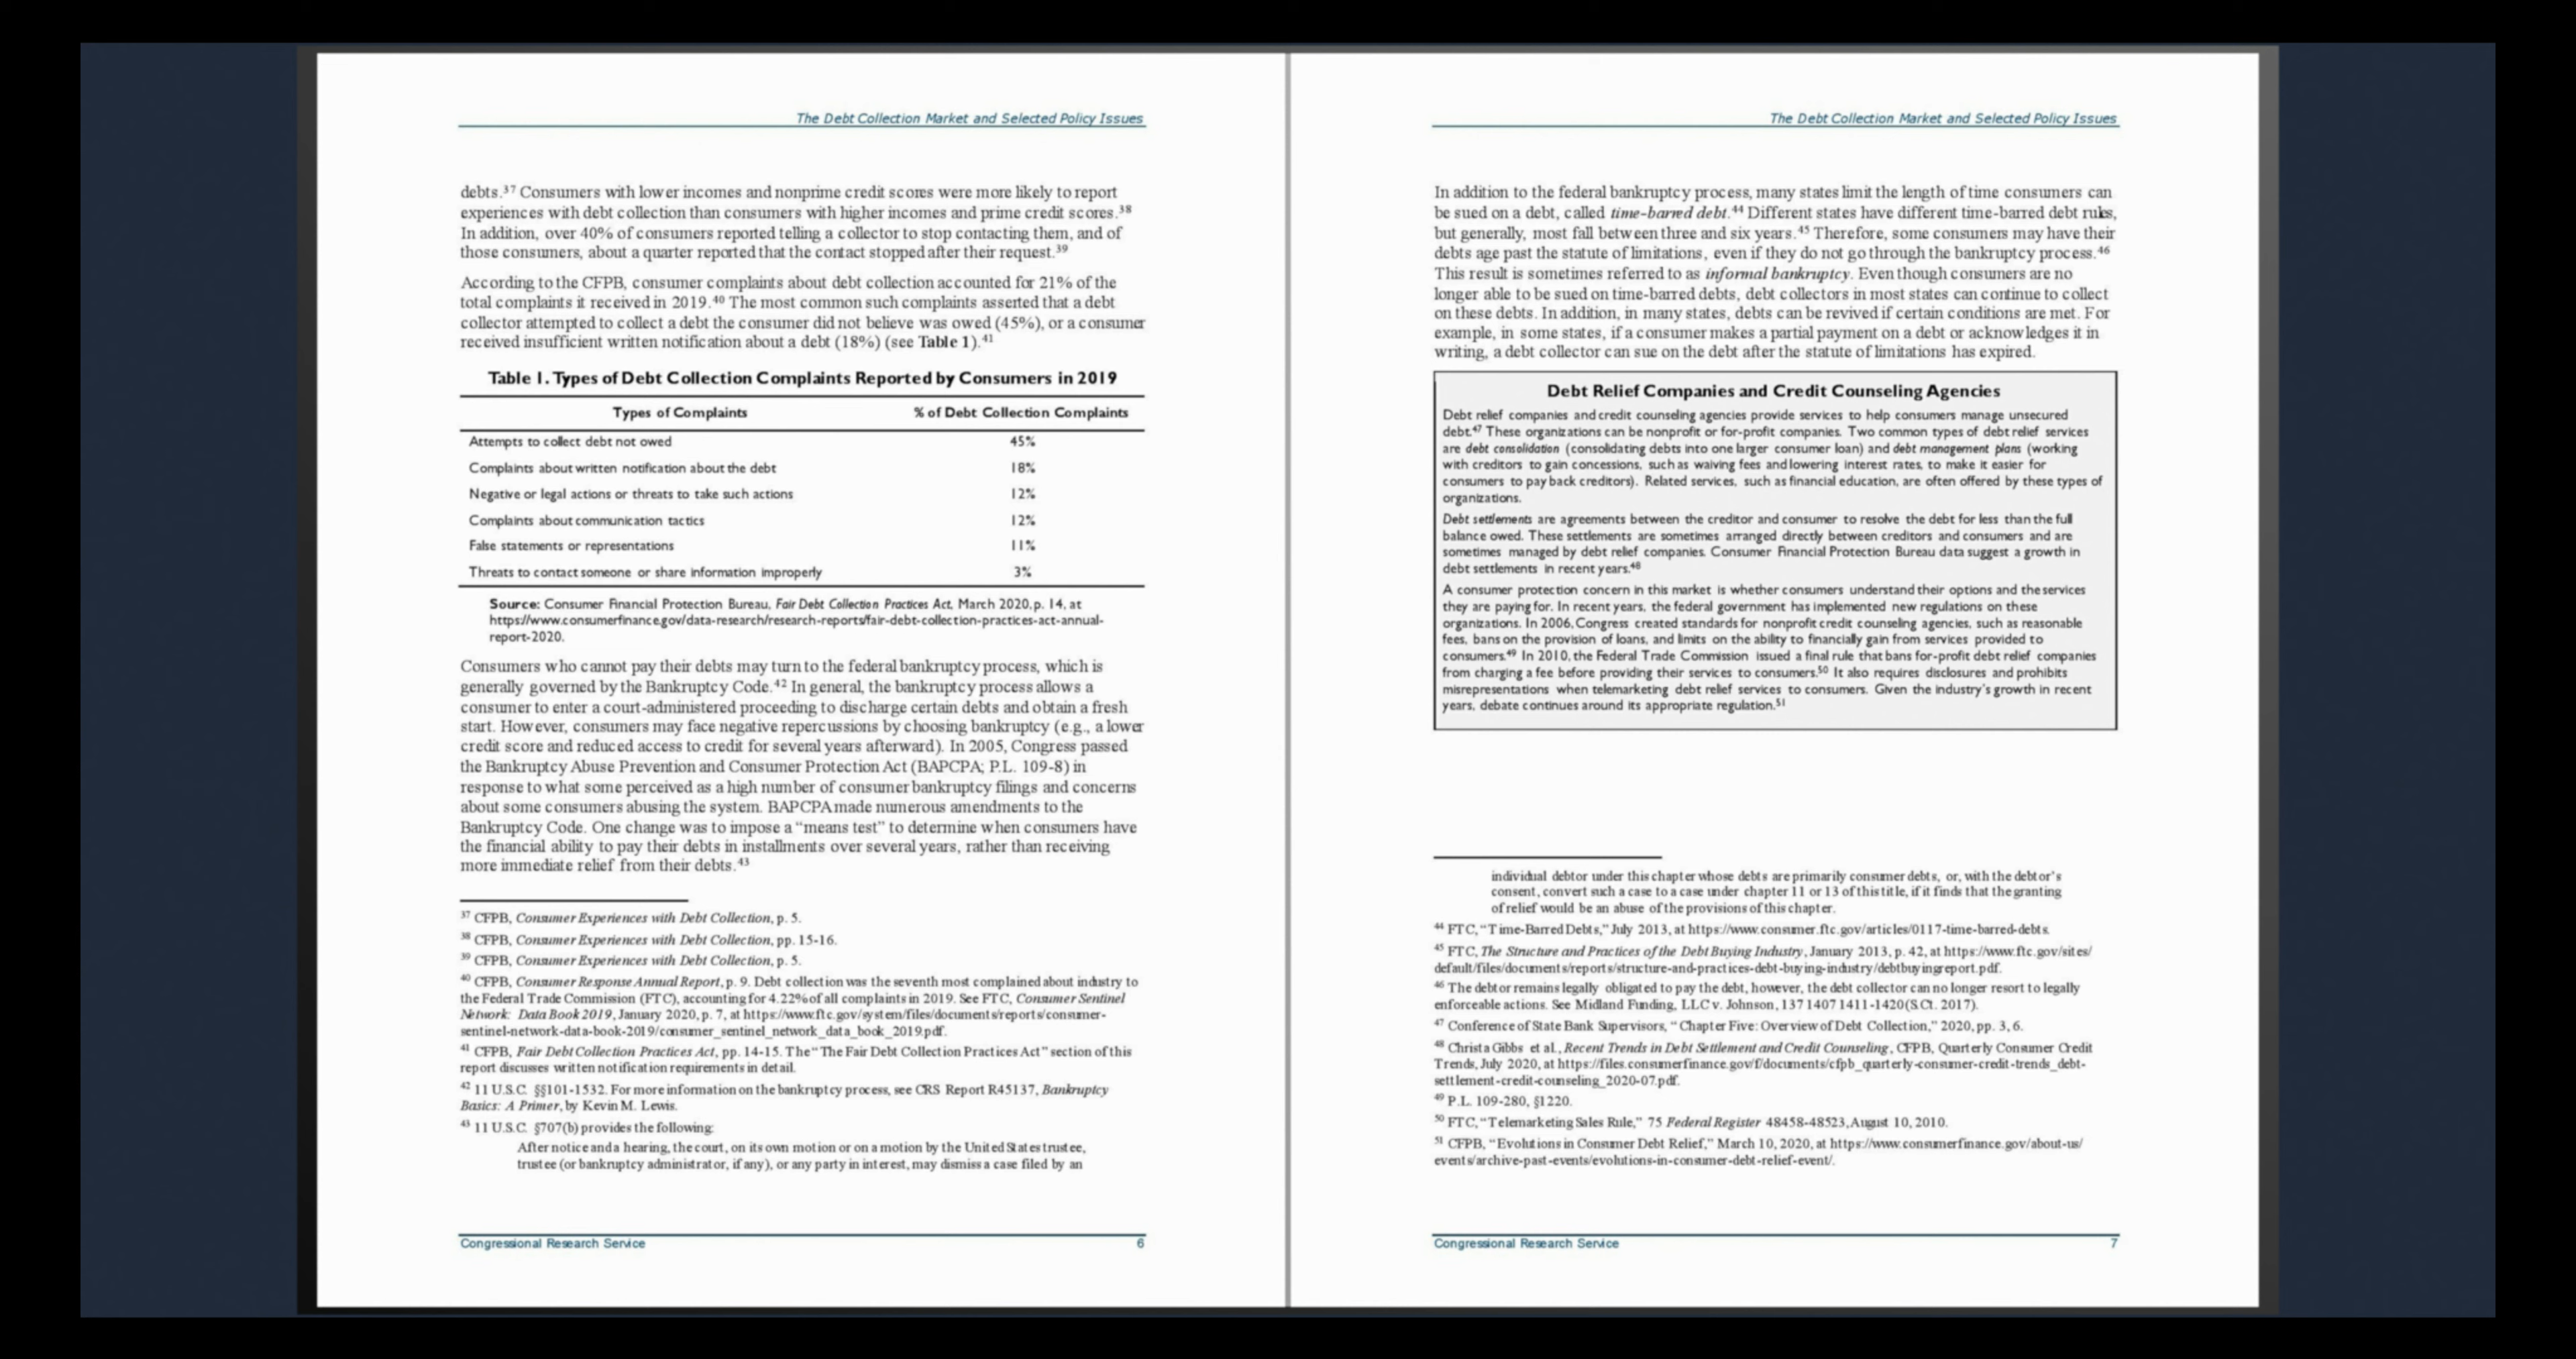 The Debt Collection Market and Selected Policy Issues
debts.37 Consumers with lower incomes and nonprime credit scores were more likely to report
experiences with debt collection than consumers with higher incomes and prime credit scores.38
In addition, over 40% of consumers reported telling a collector to stop contacting them, and of
those consumers, about a quarter reported that the contact stopped after their request.39
According to the CFPB, consumer complaints about debt collection accounted for 21% of the
total complaints it received in 2019.40 The most common such complaints asserted that a debt
collector attempted to collect a debt the consumer did not believe was owed (45%), or a consumer
received insufficient written notification about a debt (18%) (see Table 1).41
Table 1. Types of Debt Collection Complaints Reported by Consumers in 2019
Types of Complaints % of Debt Collection Complaints
Attempts to collect debt not owed 45%
Complaints about written notification about the debt 18%
Negative or legal actions or threats to take such actions 12%
Complaints about communication tactics 12%
False statements or representations 11%
Threats to contact someone or share information improperly 3%
Source: Consumer Financial Protection Bureau, Fair Debt Collection Practices Act, March 2020, p. 14, at
https://www.consumerfinance.gov/data-research/research-reports/fair-debt-collection-practices-act-annual-
report-2020.
Consumers who cannot pay their debts may turn to the federal bankruptcy process, which is
generally governed by the Bankruptcy Code.42 In general, the bankruptcy process allows a
consumer to enter a court-administered proceeding to discharge certain debts and obtain a fresh
start. However, consumers may face negative repercussions by choosing bankruptcy (e.g., a lower
credit score and reduced access to credit for several years afterward). In 2005, Congress passed
the Bankruptcy Abuse Prevention and Consumer Protection Act (BAPCPA; P.L. 109-8) in
response to what some perceived as a high number of consumer bankruptcy filings and concerns
about some consumers abusing the system. BAPCPA made numerous amendments to the
Bankruptcy Code. One change was to impose a "means test" to determine when consumers have
the financial ability to pay their debts in installments over several years, rather than receiving
more immediate relief from their debts.43
37 CFPB, Consumer Experiences with Debt Collection, p. 5.
38 CFPB, Consumer Experiences with Debt Collection, pp. 15-16.
39 CFPB, Consumer Experiences with Debt Collection, p. 5.
40 CFPB, Consumer Response Annual Report, p. 9. Debt collection was the seventh most complained about industry to
the Federal Trade Commission (FTC), accounting for 4.22% of all complaints in 2019. See FTC, Consumer Sentinel
Network: Data Book 2019, January 2020, p. 7, at https://www.ftc.gov/system/files/documents/reports/consumer-
sentinel-network-data-book-2019/consumer_sentinel_network_data_book_2019.pdf.
41 CFPB, Fair Debt Collection Practices Act, pp. 14-15. The "The Fair Debt Collection Practices Act" section of this
report discusses written notification requirements in detail.
42 11 U.S.C. §§101-1532. For more information on the bankruptcy process, see CRS Report R45137, Bankruptcy
Basics: A Primer, by Kevin M. Lewis.
43 11 U.S.C. §707(b) provides the following:
After notice and a hearing, the court, on its own motion or on a motion by the United States trustee,
trustee (or bankruptcy administrator, if any), or any party in interest, may dismiss a case filed by an
Congressional Research Service 6
The Debt Collection Market and Selected Policy Issues
In addition to the federal bankruptcy process, many states limit the length of time consumers can
be sued on a debt, called time-barred debt.44 Different states have different time-barred debt rules,
but generally, most fall between three and six years.45 Therefore, some consumers may have their
debts age past the statute of limitations, even if they do not go through the bankruptcy process.46
This result is sometimes referred to as informal bankruptcy. Even though consumers are no
longer able to be sued on time-barred debts, debt collectors in most states can continue to collect
on these debts. In addition, in many states, debts can be revived if certain conditions are met. For
example, in some states, if a consumer makes a partial payment on a debt or acknowledges it in
writing, a debt collector can sue on the debt after the statute of limitations has expired.
Debt Relief Companies and Credit Counseling Agencies
Debt relief companies and credit counseling agencies provide services to help consumers manage unsecured
debt.47 These organizations can be nonprofit or for-profit companies. Two common types of debt relief services
are debt consolidation (consolidating debts into one larger consumer loan) and debt management plans (working
with creditors to gain concessions, such as waiving fees and lowering interest rates, to make it easier for
consumers to pay back creditors). Related services, such as financial education, are often offered by these types of
organizations.
Debt settlements are agreements between the creditor and consumer to resolve the debt for less than the full
balance owed. These settlements are sometimes arranged directly between creditors and consumers and are
sometimes managed by debt relief companies. Consumer Financial Protection Bureau data suggest a growth in
debt settlements in recent years.48
A consumer protection concern in this market is whether consumers understand their options and the services
they are paying for. In recent years, the federal government has implemented new regulations on these
organizations. In 2006, Congress created standards for nonprofit credit counseling agencies, such as reasonable
fees, bans on the provision of loans, and limits on the ability to financially gain from services provided to
consumers.49 In 2010, the Federal Trade Commission issued a final rule that bans for-profit debt relief companies
from charging a fee before providing their services to consumers.50 It also requires disclosures and prohibits
misrepresentations when telemarketing debt relief services to consumers. Given the industry's growth in recent
years, debate continues around its appropriate regulation.51
individual debtor under this chapter whose debts are primarily consumer debts, or, with the debtor's
consent, convert such a case to a case under chapter 11 or 13 of this title, if it finds that the granting
of relief would be an abuse of the provisions of this chapter.
44 FTC, "Time-Barred Debts," July 2013, at https://www.consumer.ftc.gov/articles/0117-time-barred-debts.
45 FTC, The Structure and Practices of the Debt Buying Industry, January 2013, p. 42, at https://www.ftc.gov/sites/
default/files/documents/reports/structure-and-practices-debt-buying-industry/debtbuyingreport.pdf.
46 The debtor remains legally obligated to pay the debt, however, the debt collector can no longer resort to legally
enforceable actions. See Midland Funding, LLC v. Johnson, 137 1407 1411-1420 (S.Ct. 2017).
47 Conference of State Bank Supervisors, "Chapter Five: Overview of Debt Collection," 2020, pp. 3, 6.
48 Christa Gibbs et al., Recent Trends in Debt Settlement and Credit Counseling, CFPB, Quarterly Consumer Credit
Trends, July 2020, at https://files.consumerfinance.gov/f/documents/cfpb_quarterly-consumer-credit-trends_debt-
settlement-credit-counseling_2020-07.pdf.
49 P.L. 109-280, §1220.
50 FTC, "Telemarketing Sales Rule," 75 Federal Register 48458-48523, August 10, 2010.
51 CFPB, "Evolutions in Consumer Debt Relief," March 10, 2020, at https://www.consumerfinance.gov/about-us/
events/archive-past-events/evolutions-in-consumer-debt-relief-event/.
Congressional Research Service 7